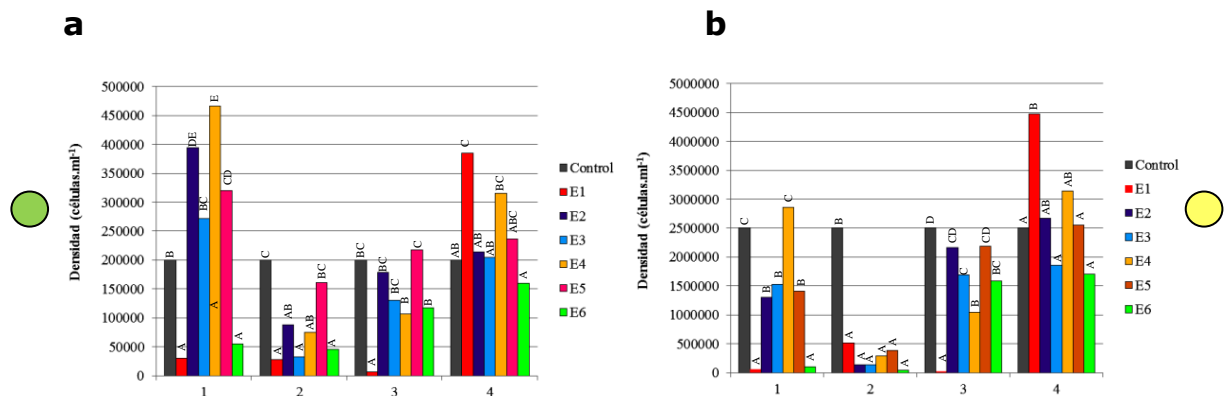 a
b
Densidad (células.ml⁻¹)
500000
450000
400000
350000
300000
250000
200000
150000
100000
50000
0
B A DE BC E A CD A
C A AB A AB BC A
BC A BC BC B C B
AB C AB AB BC ABC A
1 2 3 4
Control
E1
E2
E3
E4
E5
E6
Densidad (células.ml⁻¹)
5000000
4500000
4000000
3500000
3000000
2500000
2000000
1500000
1000000
500000
0
C A B B C B A
B A A A A A A
D A CD C B CD BC
A B AB A AB A A
1 2 3 4
Control
E1
E2
E3
E4
E5
E6